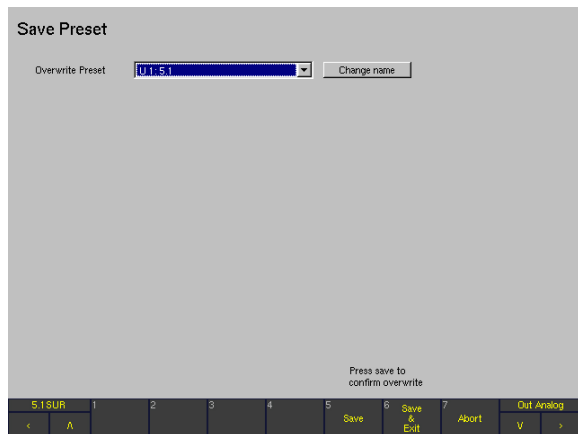 Save Preset
Overwrite Preset
U 1: 5.1
Change name
Press save to
confirm overwrite
5.1SUR
1
2
3
4
5
Save
6
Save
&
Exit
7
Abort
Out Analog
<
Λ
V
>